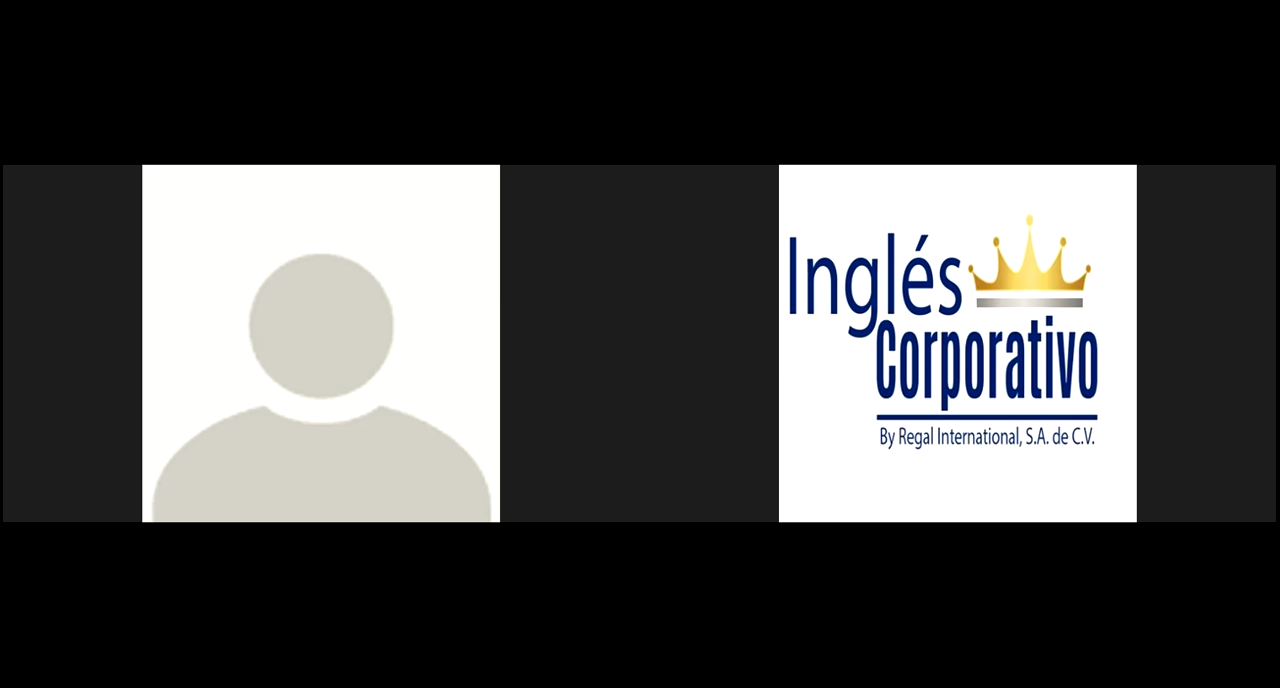 Inglés
Corporativo
By Regal International, S.A. de C.V.